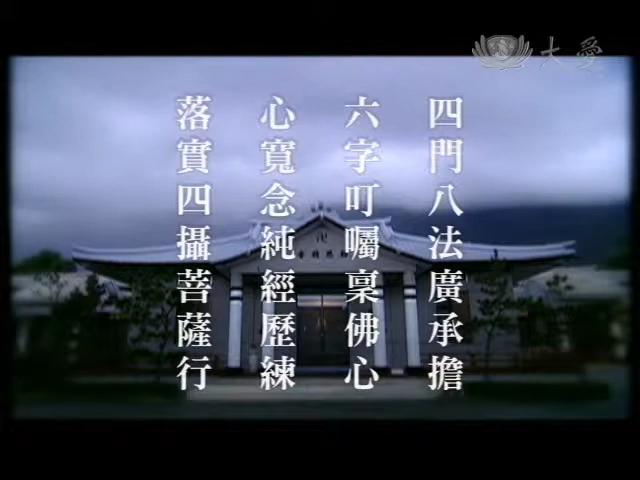 大愛
四門八法廣承擔
六字叮囑稟佛心
心寬念純經歷練
落實四攝菩薩行